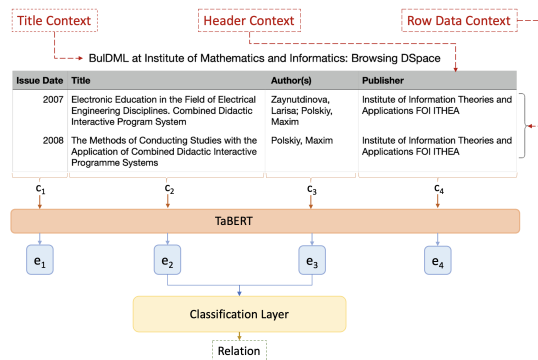 Title Context
Header Context
Row Data Context
BulDML at Institute of Mathematics and Informatics: Browsing DSpace
Issue Date Title Author(s) Publisher
2007 Electronic Education in the Field of Electrical Zaynutdinova, Institute of Information Theories and
Engineering Disciplines. Combined Didactic Larisa; Polskiy, Applications FOI ITHEA
Interactive Program System Maxim
2008 The Methods of Conducting Studies with the Polskiy, Maxim Institute of Information Theories and
Application of Combined Didactic Interactive Applications FOI ITHEA
Programme Systems
c1 c2 c3 c4
TaBERT
e1 e2 e3 e4
Classification Layer
Relation